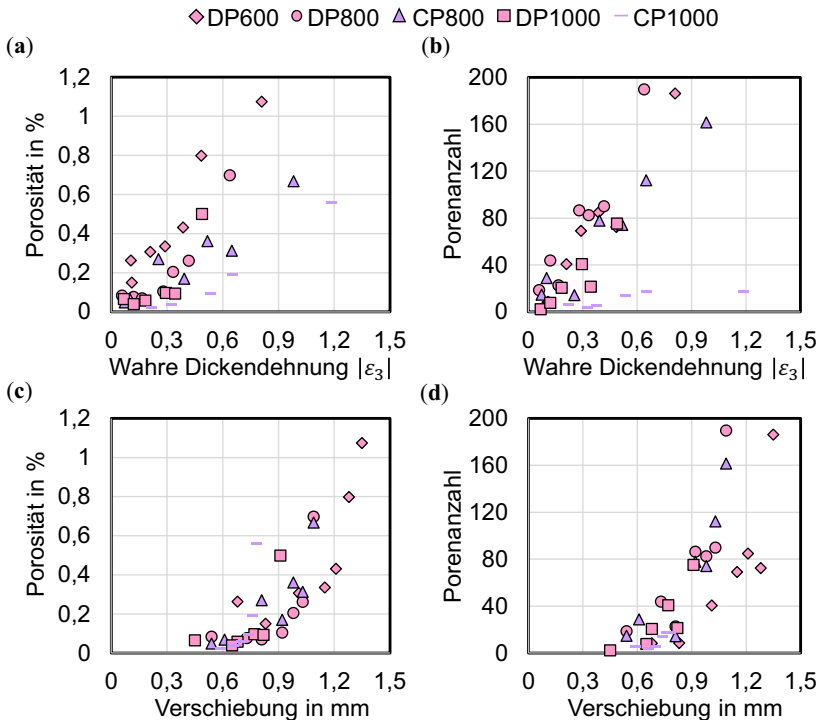 DP600 DP800 CP800 DP1000 CP1000
(a)
1,2
1
0,8
0,6
0,4
0,2
0
Porosität in %
0 0,3 0,6 0,9 1,2 1,5
Wahre Dickendehnung |ε₃|
(b)
200
160
120
80
40
0
Porenanzahl
0 0,3 0,6 0,9 1,2 1,5
Wahre Dickendehnung |ε₃|
(c)
1,2
1
0,8
0,6
0,4
0,2
0
Porosität in %
0 0,3 0,6 0,9 1,2 1,5
Verschiebung in mm
(d)
200
160
120
80
40
0
Porenanzahl
0 0,3 0,6 0,9 1,2 1,5
Verschiebung in mm